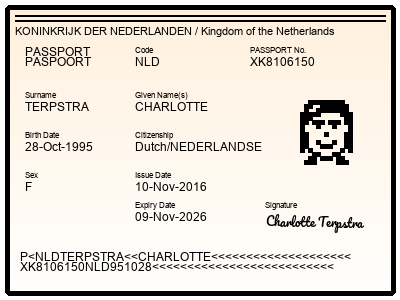 KONINKRIJK DER NEDERLANDEN / Kingdom of the Netherlands
PASSPORT Code PASSPORT No.
PASPOORT NLD XK8106150
Surname Given Name(s)
TERPSTRA CHARLOTTE
Birth Date Citizenship
28-Oct-1995 Dutch/NEDERLANDSE
Sex Issue Date
F 10-Nov-2016
Expiry Date Signature
09-Nov-2026 Charlotte Terpstra
P<NLDTERPSTRA<<CHARLOTTE<<<<<<<<<<<<<<<<<<<<
XK8106150NLD951028<<<<<<<<<<<<<<<<<<<<<<<<<<